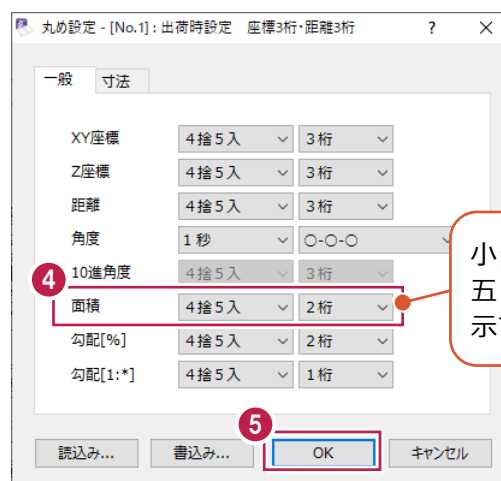 丸め設定 - [No.1] : 出荷時設定 座標3桁・距離3桁 ? ×
一般 寸法
XY座標 4捨5入 3桁
Z座標 4捨5入 3桁
距離 4捨5入 3桁
角度 1秒 ○-○-○
10進角度 4捨5入 3桁
4
面積 4捨5入 2桁
勾配[%] 4捨5入 2桁
勾配[1:*] 4捨5入 1桁
小
五
示
5
読込み... 書込み... OK キャンセル